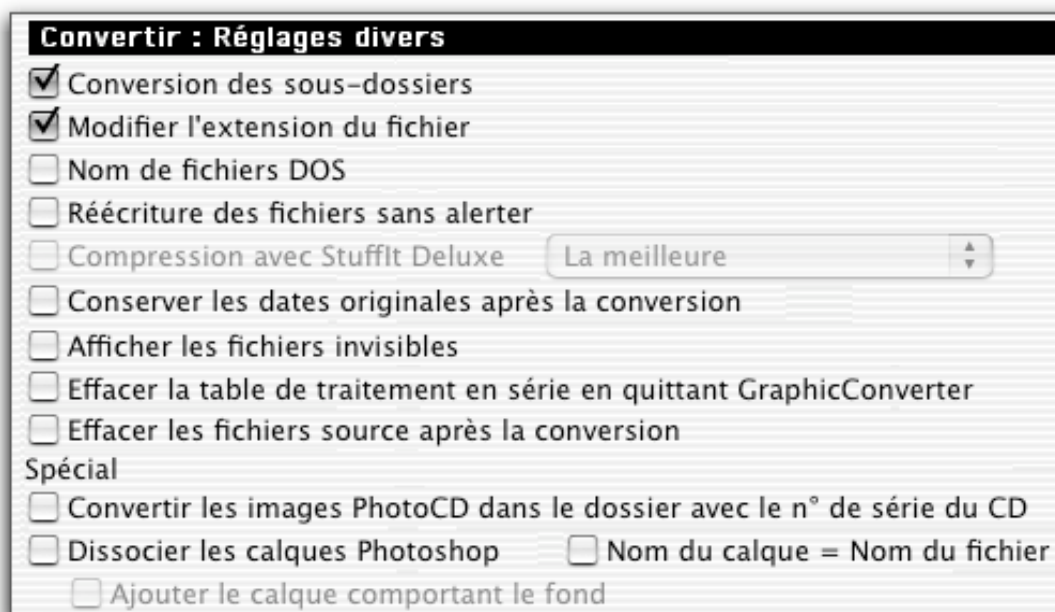 Convertir : Réglages divers
Conversion des sous-dossiers
Modifier l'extension du fichier
Nom de fichiers DOS
Réécriture des fichiers sans alerter
Compression avec StuffIt Deluxe La meilleure
Conserver les dates originales après la conversion
Afficher les fichiers invisibles
Effacer la table de traitement en série en quittant GraphicConverter
Effacer les fichiers source après la conversion
Spécial
Convertir les images PhotoCD dans le dossier avec le n° de série du CD
Dissocier les calques Photoshop Nom du calque = Nom du fichier
Ajouter le calque comportant le fond